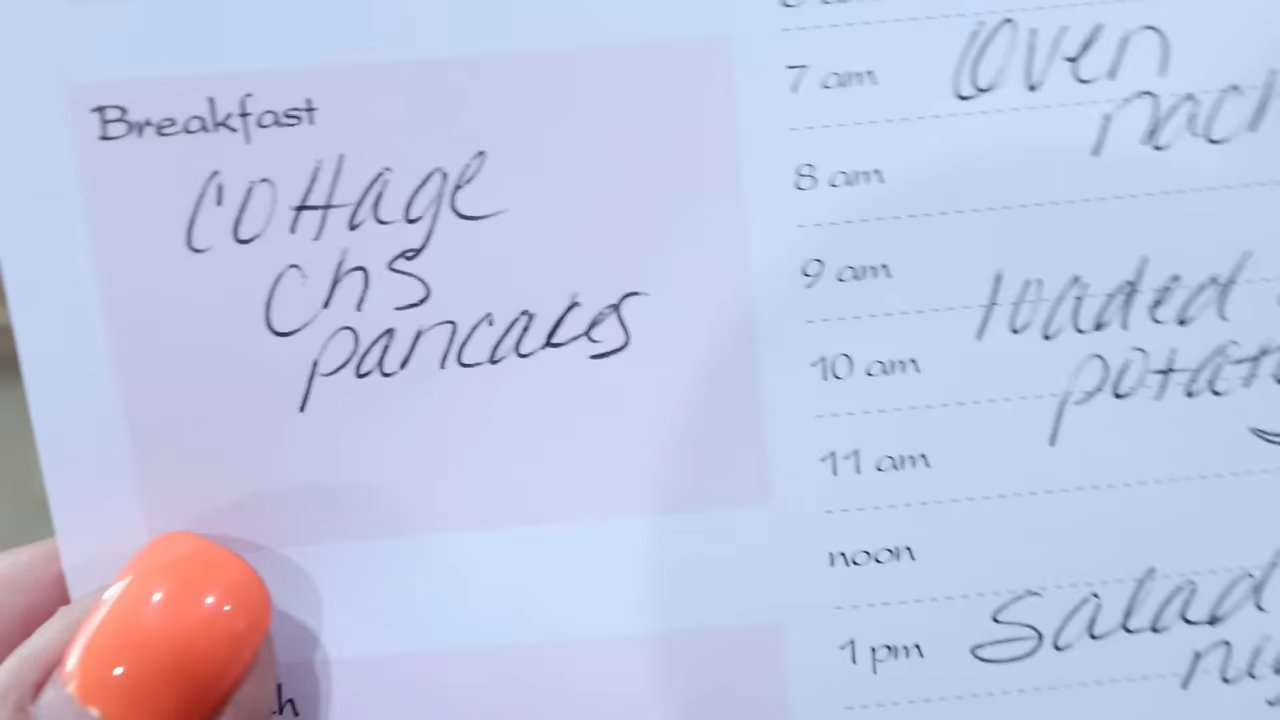 Breakfast
cottage
chs
pancakes
7 am
oven
8 am
9 am
loaded
10 am
11 am
noon
1 pm
salad